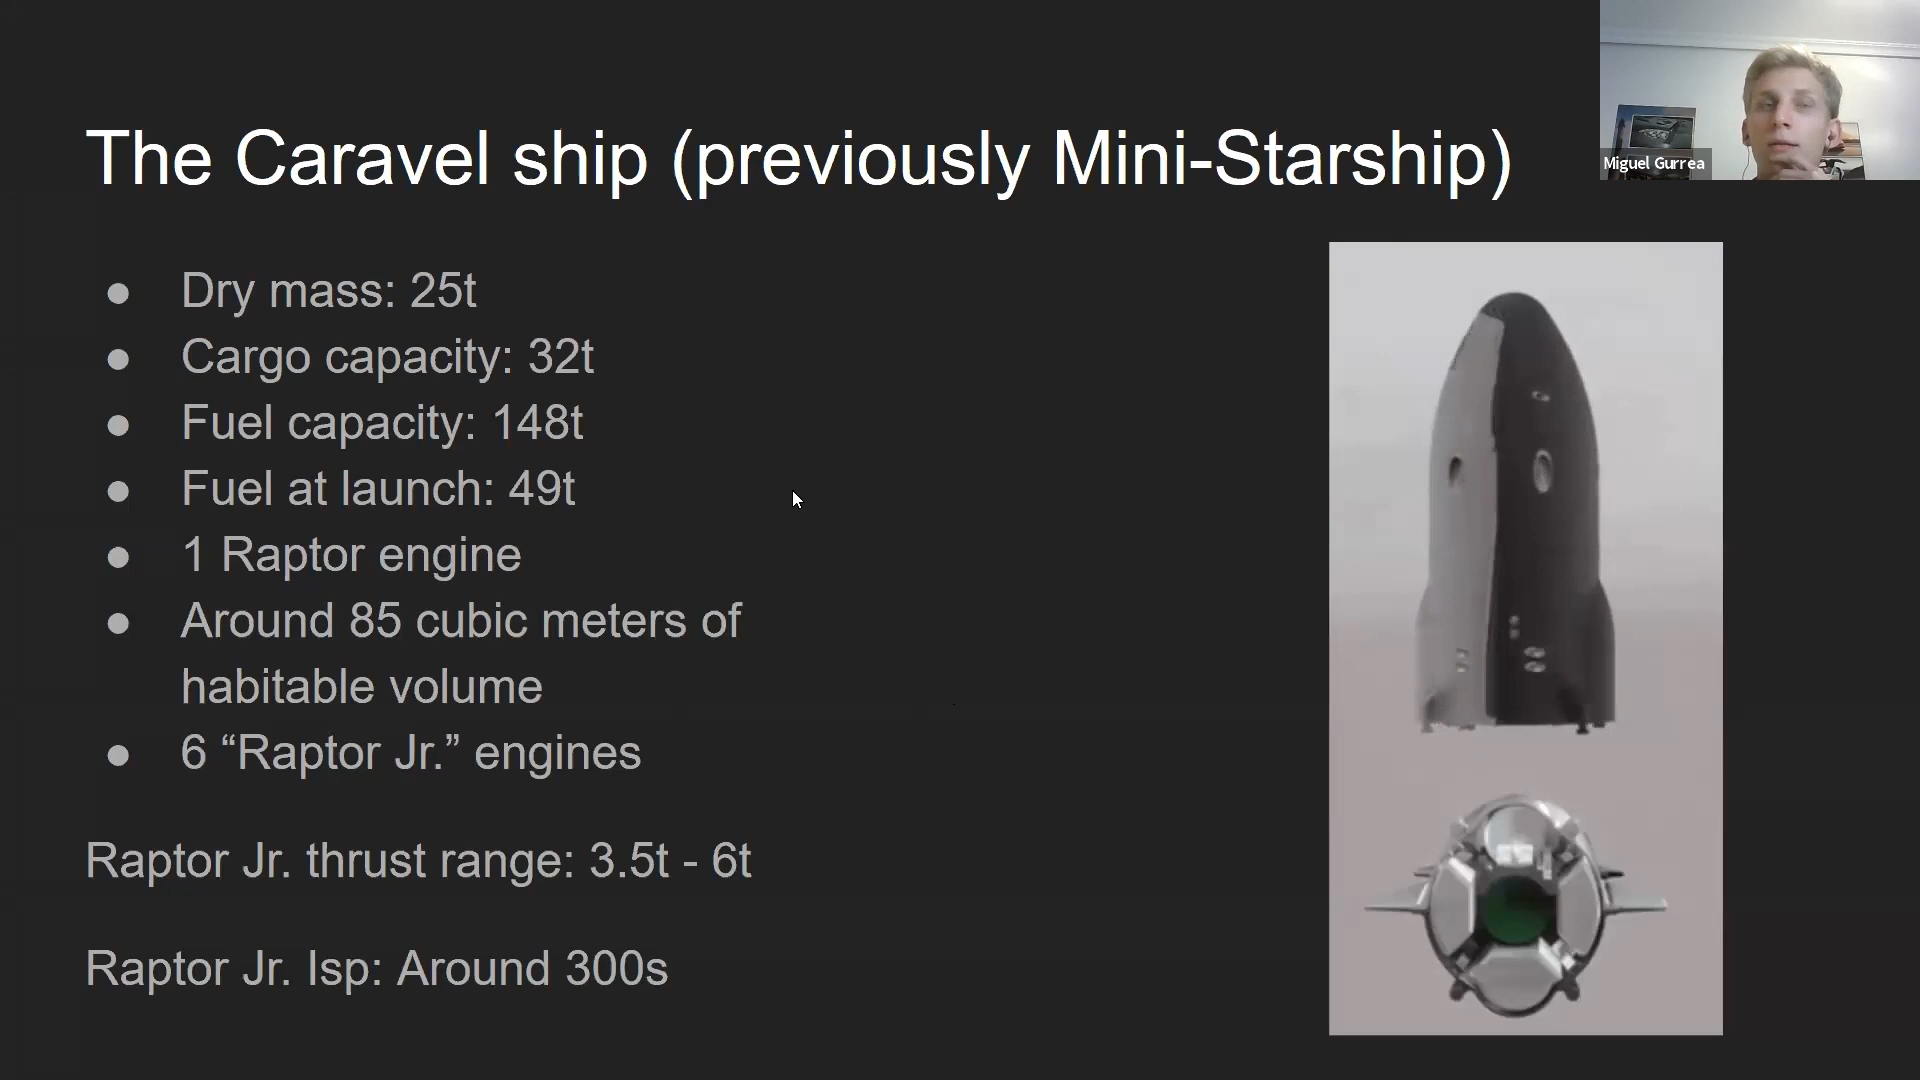 The Caravel ship (previously Mini-Starship)
Miguel Gurrea
● Dry mass: 25t
● Cargo capacity: 32t
● Fuel capacity: 148t
● Fuel at launch: 49t
● 1 Raptor engine
● Around 85 cubic meters of
habitable volume
● 6 “Raptor Jr.” engines
Raptor Jr. thrust range: 3.5t - 6t
Raptor Jr. Isp: Around 300s